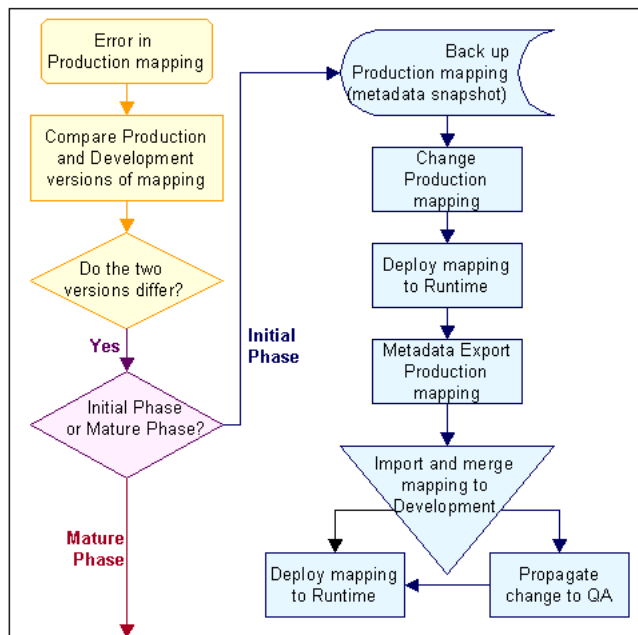 Error in
Production mapping
Compare Production
and Development
versions of mapping
Do the two
versions differ?
Yes
Initial Phase
or Mature Phase?
Mature
Phase
Initial
Phase
Back up
Production mapping
(metadata snapshot)
Change
Production
mapping
Deploy mapping
to Runtime
Metadata Export
Production
mapping
Import and merge
mapping to
Development
Deploy mapping
to Runtime
Propagate
change to QA